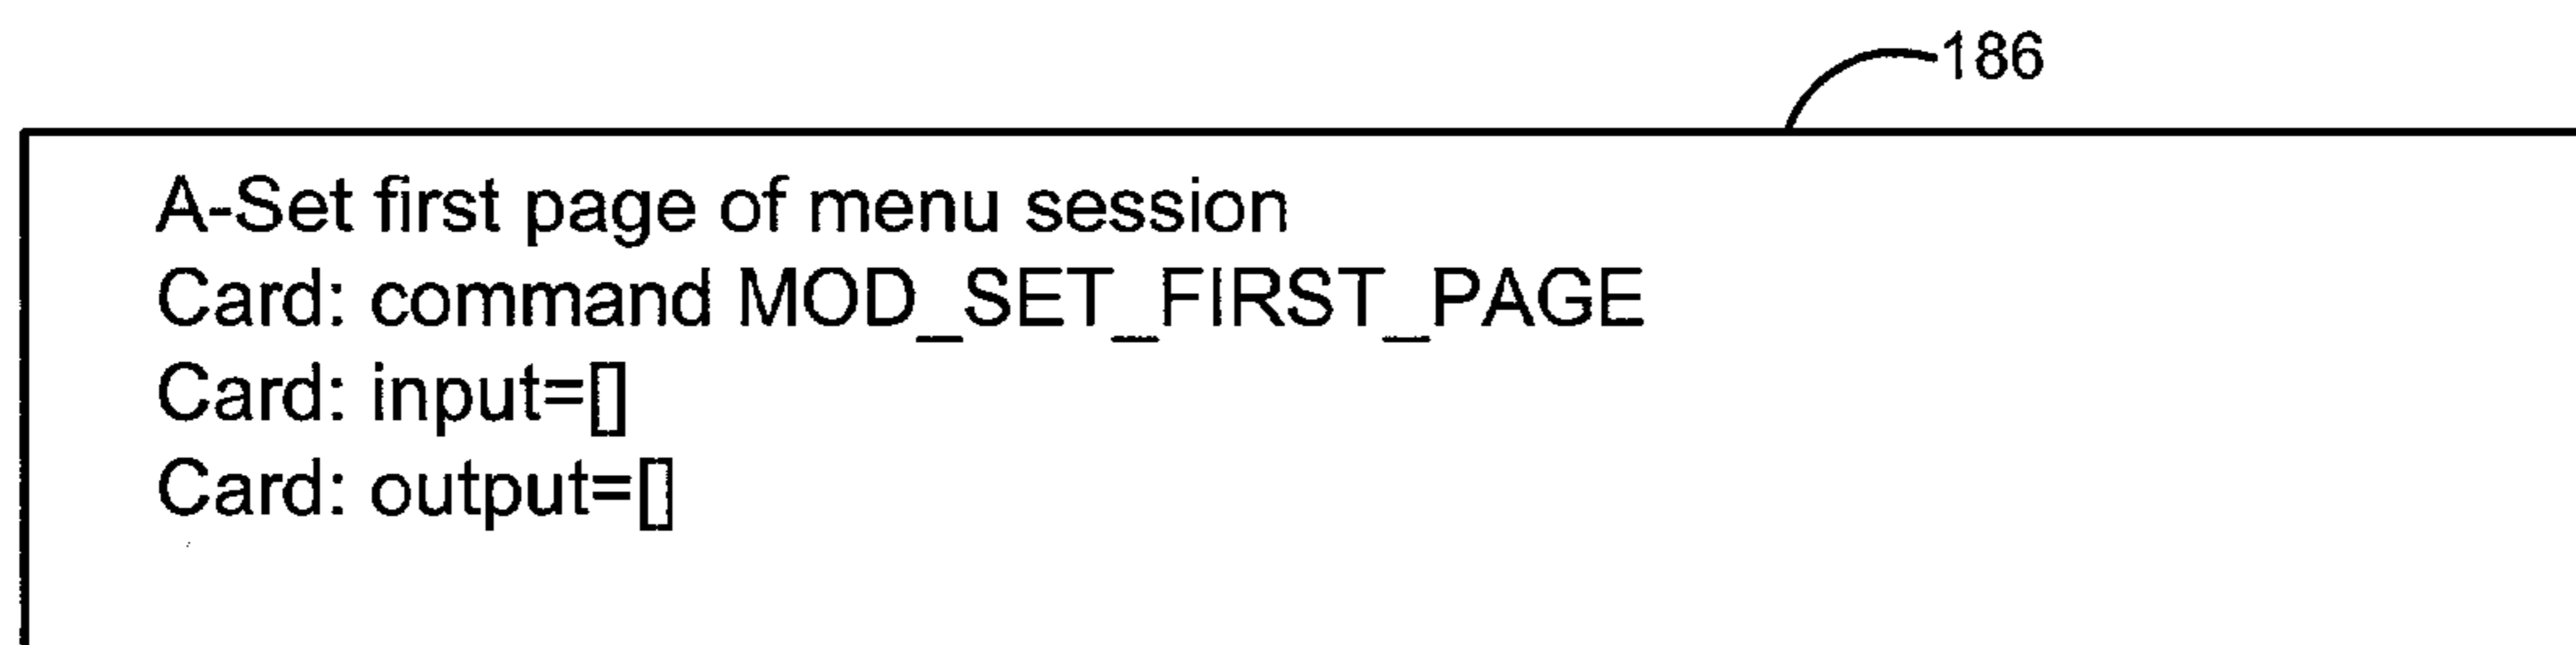 186
A-Set first page of menu session
Card: command MOD_SET_FIRST_PAGE
Card: input=[]
Card: output=[]